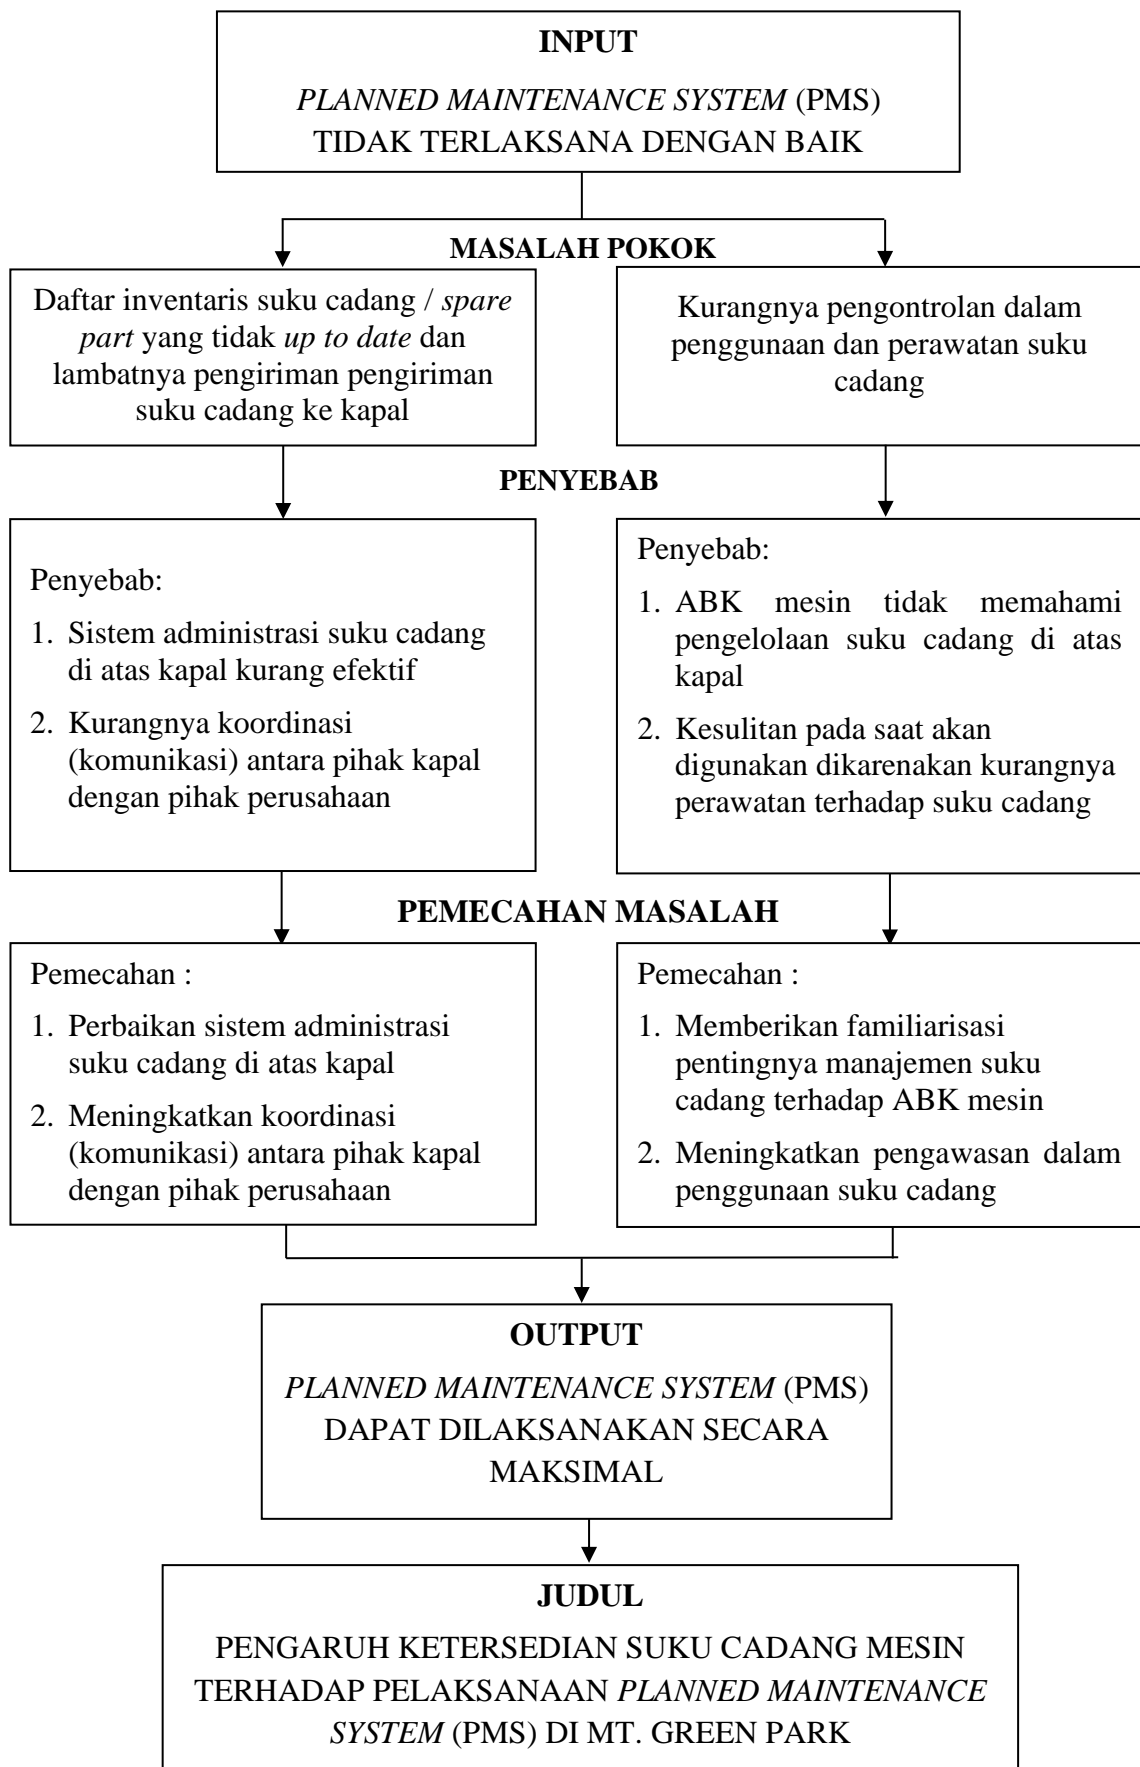 INPUT
PLANNED MAINTENANCE SYSTEM (PMS)
TIDAK TERLAKSANA DENGAN BAIK
MASALAH POKOK
Daftar inventaris suku cadang / spare
part yang tidak up to date dan
lambatnya pengiriman pengiriman
suku cadang ke kapal
Kurangnya pengontrolan dalam
penggunaan dan perawatan suku
cadang
PENYEBAB
Penyebab:
1. Sistem administrasi suku cadang
di atas kapal kurang efektif
2. Kurangnya koordinasi
(komunikasi) antara pihak kapal
dengan pihak perusahaan
Penyebab:
1. ABK mesin tidak memahami
pengelolaan suku cadang di atas
kapal
2. Kesulitan pada saat akan
digunakan dikarenakan kurangnya
perawatan terhadap suku cadang
PEMECAHAN MASALAH
Pemecahan :
1. Perbaikan sistem administrasi
suku cadang di atas kapal
2. Meningkatkan koordinasi
(komunikasi) antara pihak kapal
dengan pihak perusahaan
Pemecahan :
1. Memberikan familiarisasi
pentingnya manajemen suku
cadang terhadap ABK mesin
2. Meningkatkan pengawasan dalam
penggunaan suku cadang
OUTPUT
PLANNED MAINTENANCE SYSTEM (PMS)
DAPAT DILAKSANAKAN SECARA
MAKSIMAL
JUDUL
PENGARUH KETERSEDIAN SUKU CADANG MESIN
TERHADAP PELAKSANAAN PLANNED MAINTENANCE
SYSTEM (PMS) DI MT. GREEN PARK